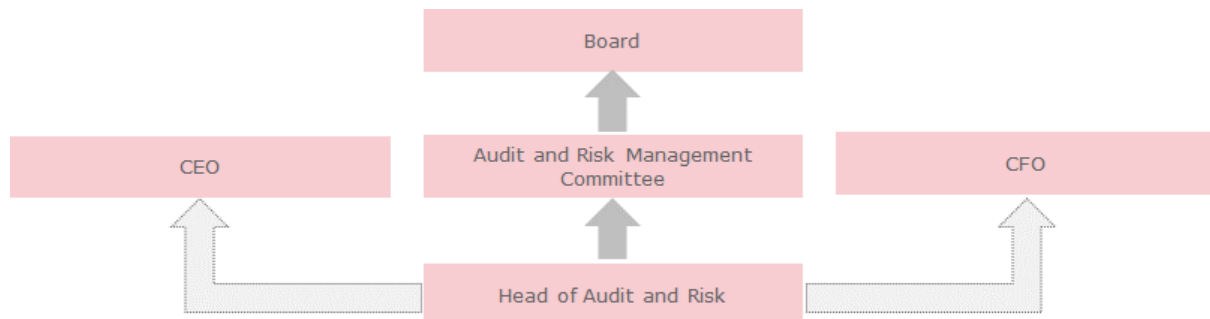 Board
CEO
Audit and Risk Management
Committee
CFO
Head of Audit and Risk